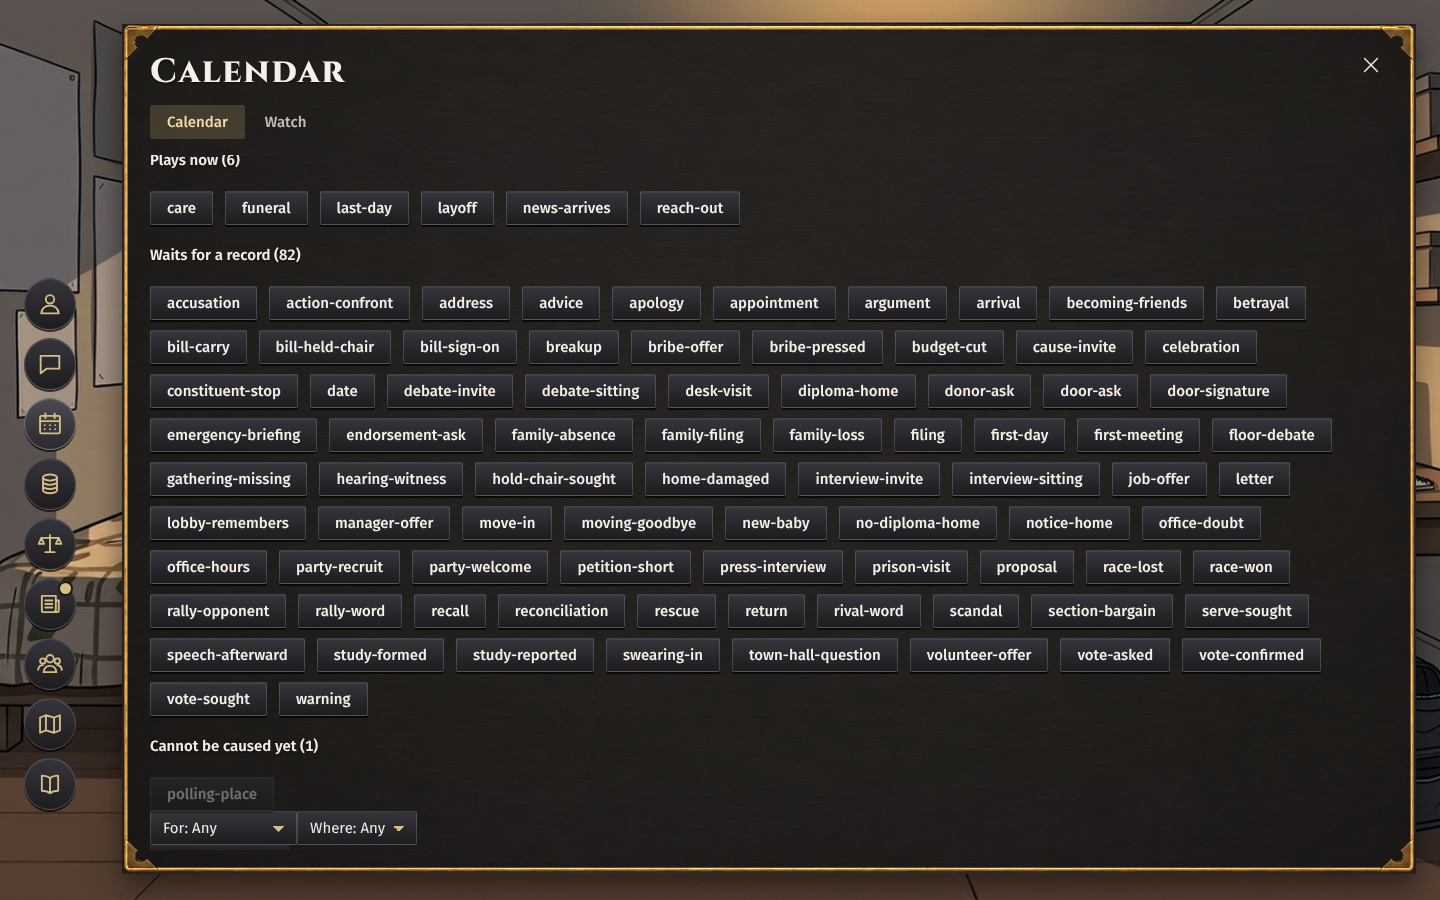 CALENDAR
Calendar Watch
Plays now (6)
care funeral last-day layoff news-arrives reach-out
Waits for a record (82)
accusation action-confront address advice apology appointment argument arrival becoming-friends betrayal
bill-carry bill-held-chair bill-sign-on breakup bribe-offer bribe-pressed budget-cut cause-invite celebration
constituent-stop date debate-invite debate-sitting desk-visit diploma-home donor-ask door-ask door-signature
emergency-briefing endorsement-ask family-absence family-filing family-loss filing first-day first-meeting floor-debate
gathering-missing hearing-witness hold-chair-sought home-damaged interview-invite interview-sitting job-offer letter
lobby-remembers manager-offer move-in moving-goodbye new-baby no-diploma-home notice-home office-doubt
office-hours party-recruit party-welcome petition-short press-interview prison-visit proposal race-lost race-won
rally-opponent rally-word recall reconciliation rescue return rival-word scandal section-bargain serve-sought
speech-afterward study-formed study-reported swearing-in town-hall-question volunteer-offer vote-asked vote-confirmed
vote-sought warning
Cannot be caused yet (1)
polling-place
For: Any Where: Any